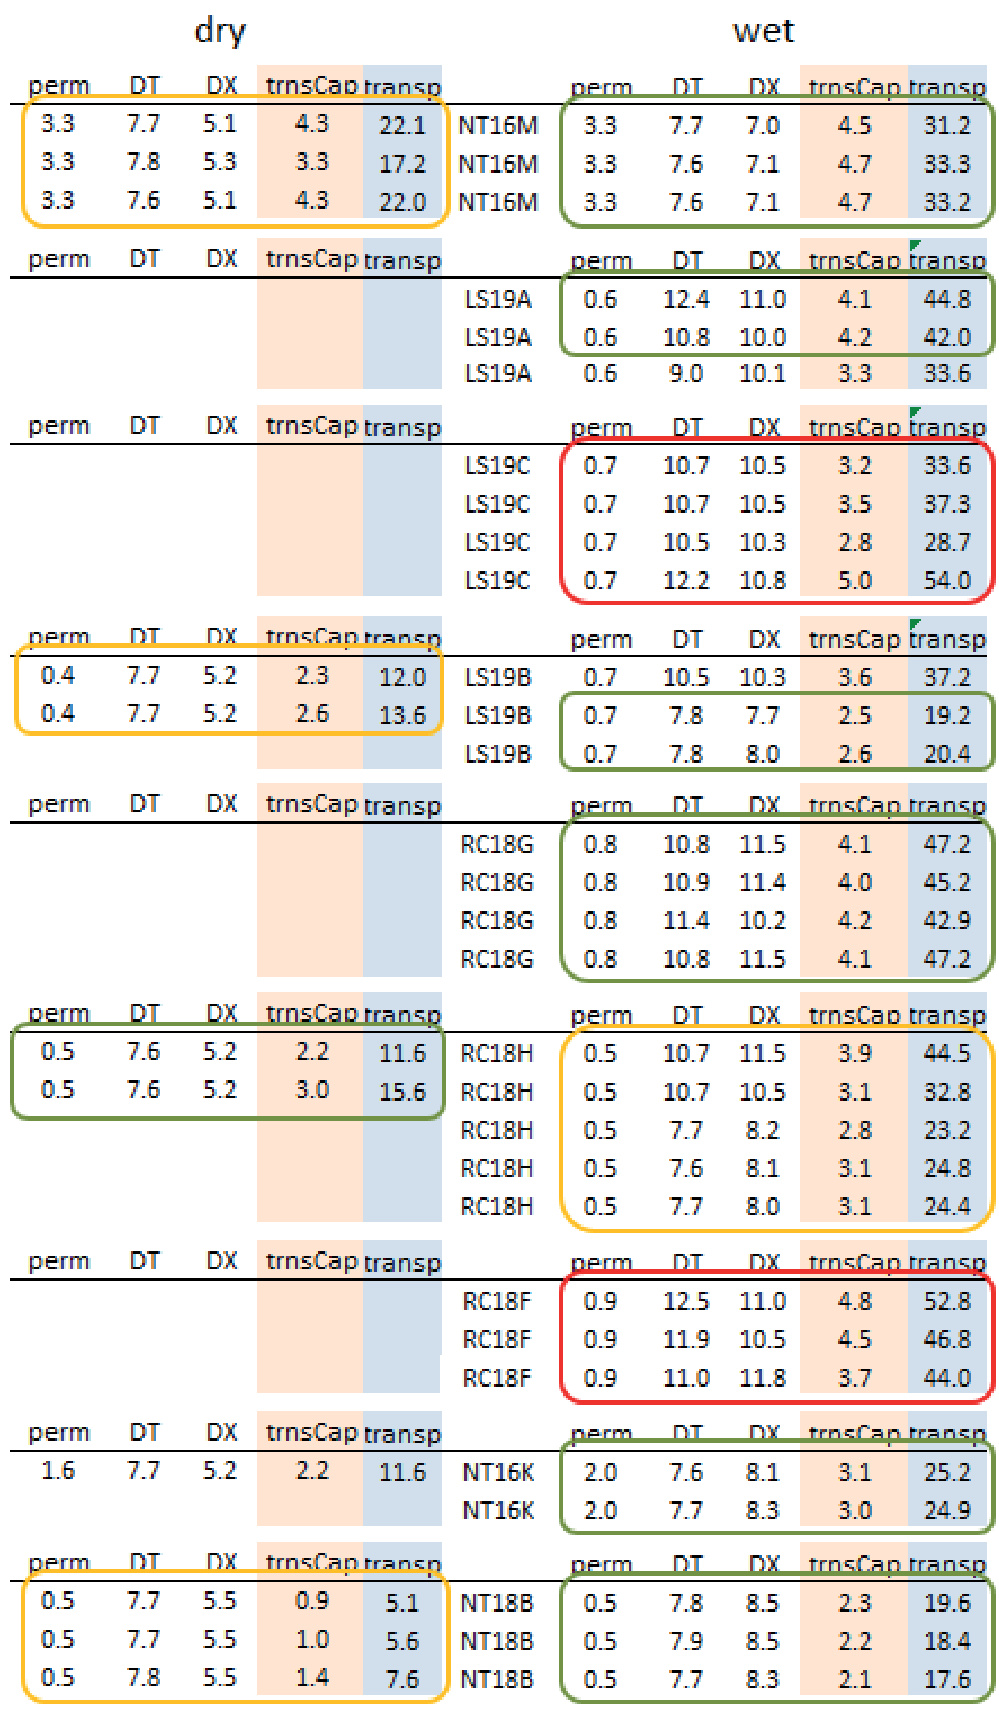 dry wet
perm DT DX trnsCap transp perm DT DX trnsCap transp
3.3 7.7 5.1 4.3 22.1 NT16M 3.3 7.7 7.0 4.5 31.2
3.3 7.8 5.3 3.3 17.2 NT16M 3.3 7.6 7.1 4.7 33.3
3.3 7.6 5.1 4.3 22.0 NT16M 3.3 7.6 7.1 4.7 33.2
perm DT DX trnsCap transp perm DT DX trnsCap transp
LS19A 0.6 12.4 11.0 4.1 44.8
LS19A 0.6 10.8 10.0 4.2 42.0
LS19A 0.6 9.0 10.1 3.3 33.6
perm DT DX trnsCap transp perm DT DX trnsCap transp
LS19C 0.7 10.7 10.5 3.2 33.6
LS19C 0.7 10.7 10.5 3.5 37.3
LS19C 0.7 10.5 10.3 2.8 28.7
LS19C 0.7 12.2 10.8 5.0 54.0
perm DT DX trnsCap transp perm DT DX trnsCap transp
0.4 7.7 5.2 2.3 12.0 LS19B 0.7 10.5 10.3 3.6 37.2
0.4 7.7 5.2 2.6 13.6 LS19B 0.7 7.8 7.7 2.5 19.2
LS19B 0.7 7.8 8.0 2.6 20.4
perm DT DX trnsCap transp perm DT DX trnsCap transp
RC18G 0.8 10.8 11.5 4.1 47.2
RC18G 0.8 10.9 11.4 4.0 45.2
RC18G 0.8 11.4 10.2 4.2 42.9
RC18G 0.8 10.8 11.5 4.1 47.2
perm DT DX trnsCap transp perm DT DX trnsCap transp
0.5 7.6 5.2 2.2 11.6 RC18H 0.5 10.7 11.5 3.9 44.5
0.5 7.6 5.2 3.0 15.6 RC18H 0.5 10.7 10.5 3.1 32.8
RC18H 0.5 7.7 8.2 2.8 23.2
RC18H 0.5 7.6 8.1 3.1 24.8
RC18H 0.5 7.7 8.0 3.1 24.4
perm DT DX trnsCap transp perm DT DX trnsCap transp
RC18F 0.9 12.5 11.0 4.8 52.8
RC18F 0.9 11.9 10.5 4.5 46.8
RC18F 0.9 11.0 11.8 3.7 44.0
perm DT DX trnsCap transp perm DT DX trnsCap transp
1.6 7.7 5.2 2.2 11.6 NT16K 2.0 7.6 8.1 3.1 25.2
NT16K 2.0 7.7 8.3 3.0 24.9
perm DT DX trnsCap transp perm DT DX trnsCap transp
0.5 7.7 5.5 0.9 5.1 NT18B 0.5 7.8 8.5 2.3 19.6
0.5 7.7 5.5 1.0 5.6 NT18B 0.5 7.9 8.5 2.2 18.4
0.5 7.8 5.5 1.4 7.6 NT18B 0.5 7.7 8.3 2.1 17.6